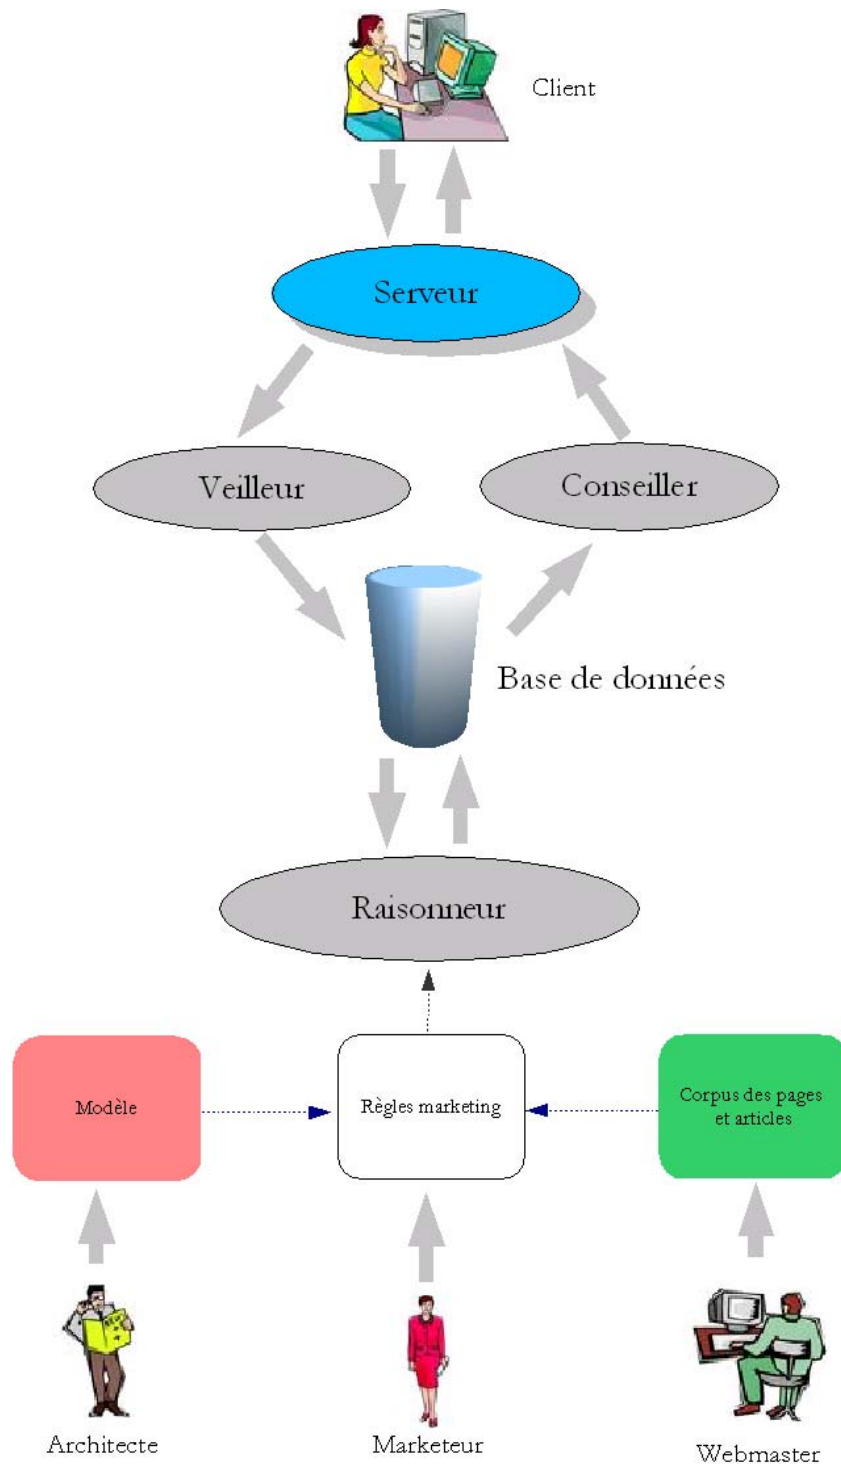 Client
Serveur
Veilleur
Conseiller
Base de données
Raisonneur
Modèle
Règles marketing
Corpus des pages
et articles
Architecte
Marketeur
Webmaster